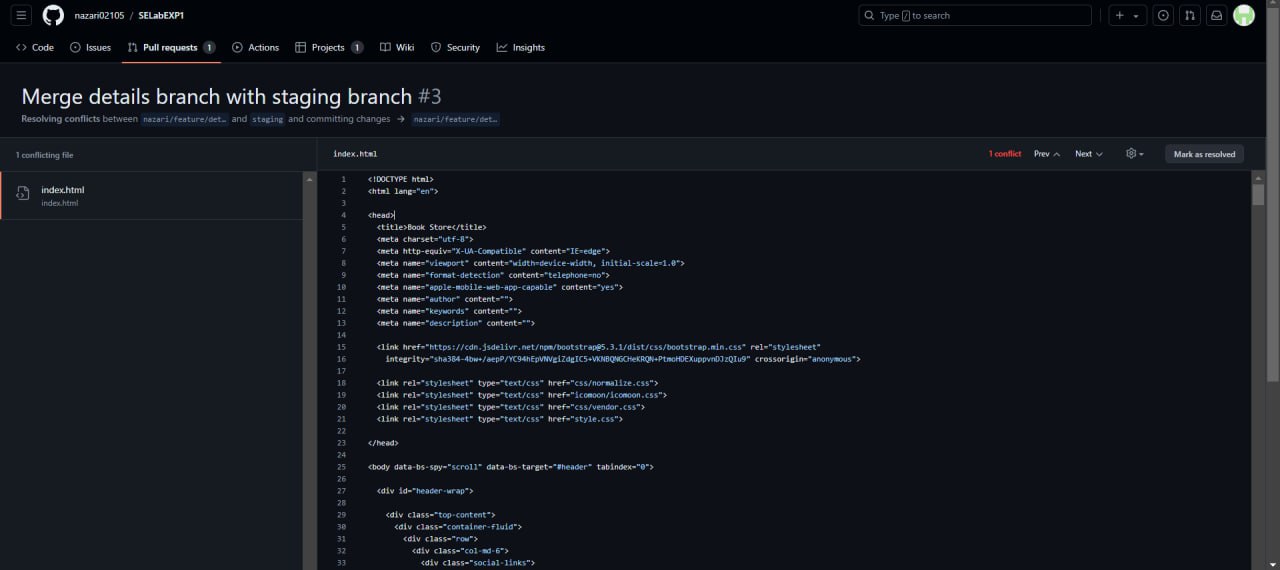 nazari02105 / SELabEXP1
Type / to search
Code Issues Pull requests 1 Actions Projects 1 Wiki Security Insights
Merge details branch with staging branch #3
Resolving conflicts between nazari/feature/det… and staging and committing changes → nazari/feature/det…
1 conflicting file
index.html
index.html
index.html
1 conflict Prev Next Mark as resolved
1 <!DOCTYPE html>
2 <html lang="en">
3
4 <head>
5 <title>Book Store</title>
6 <meta charset="utf-8">
7 <meta http-equiv="X-UA-Compatible" content="IE=edge">
8 <meta name="viewport" content="width=device-width, initial-scale=1.0">
9 <meta name="format-detection" content="telephone=no">
10 <meta name="apple-mobile-web-app-capable" content="yes">
11 <meta name="author" content="">
12 <meta name="keywords" content="">
13 <meta name="description" content="">
14
15 <link href="https://cdn.jsdelivr.net/npm/bootstrap@5.3.1/dist/css/bootstrap.min.css" rel="stylesheet"
16 integrity="sha384-4bw+/aepP/YC94hEpVNVgiZdgIC5+VKNBQNGCHeKRQN+PtmoHDEXuppvnDJzQIu9" crossorigin="anonymous">
17
18 <link rel="stylesheet" type="text/css" href="css/normalize.css">
19 <link rel="stylesheet" type="text/css" href="icomoon/icomoon.css">
20 <link rel="stylesheet" type="text/css" href="css/vendor.css">
21 <link rel="stylesheet" type="text/css" href="style.css">
22
23 </head>
24
25 <body data-bs-spy="scroll" data-bs-target="#header" tabindex="0">
26
27 <div id="header-wrap">
28
29 <div class="top-content">
30 <div class="container-fluid">
31 <div class="row">
32 <div class="col-md-6">
33 <div class="social-links">